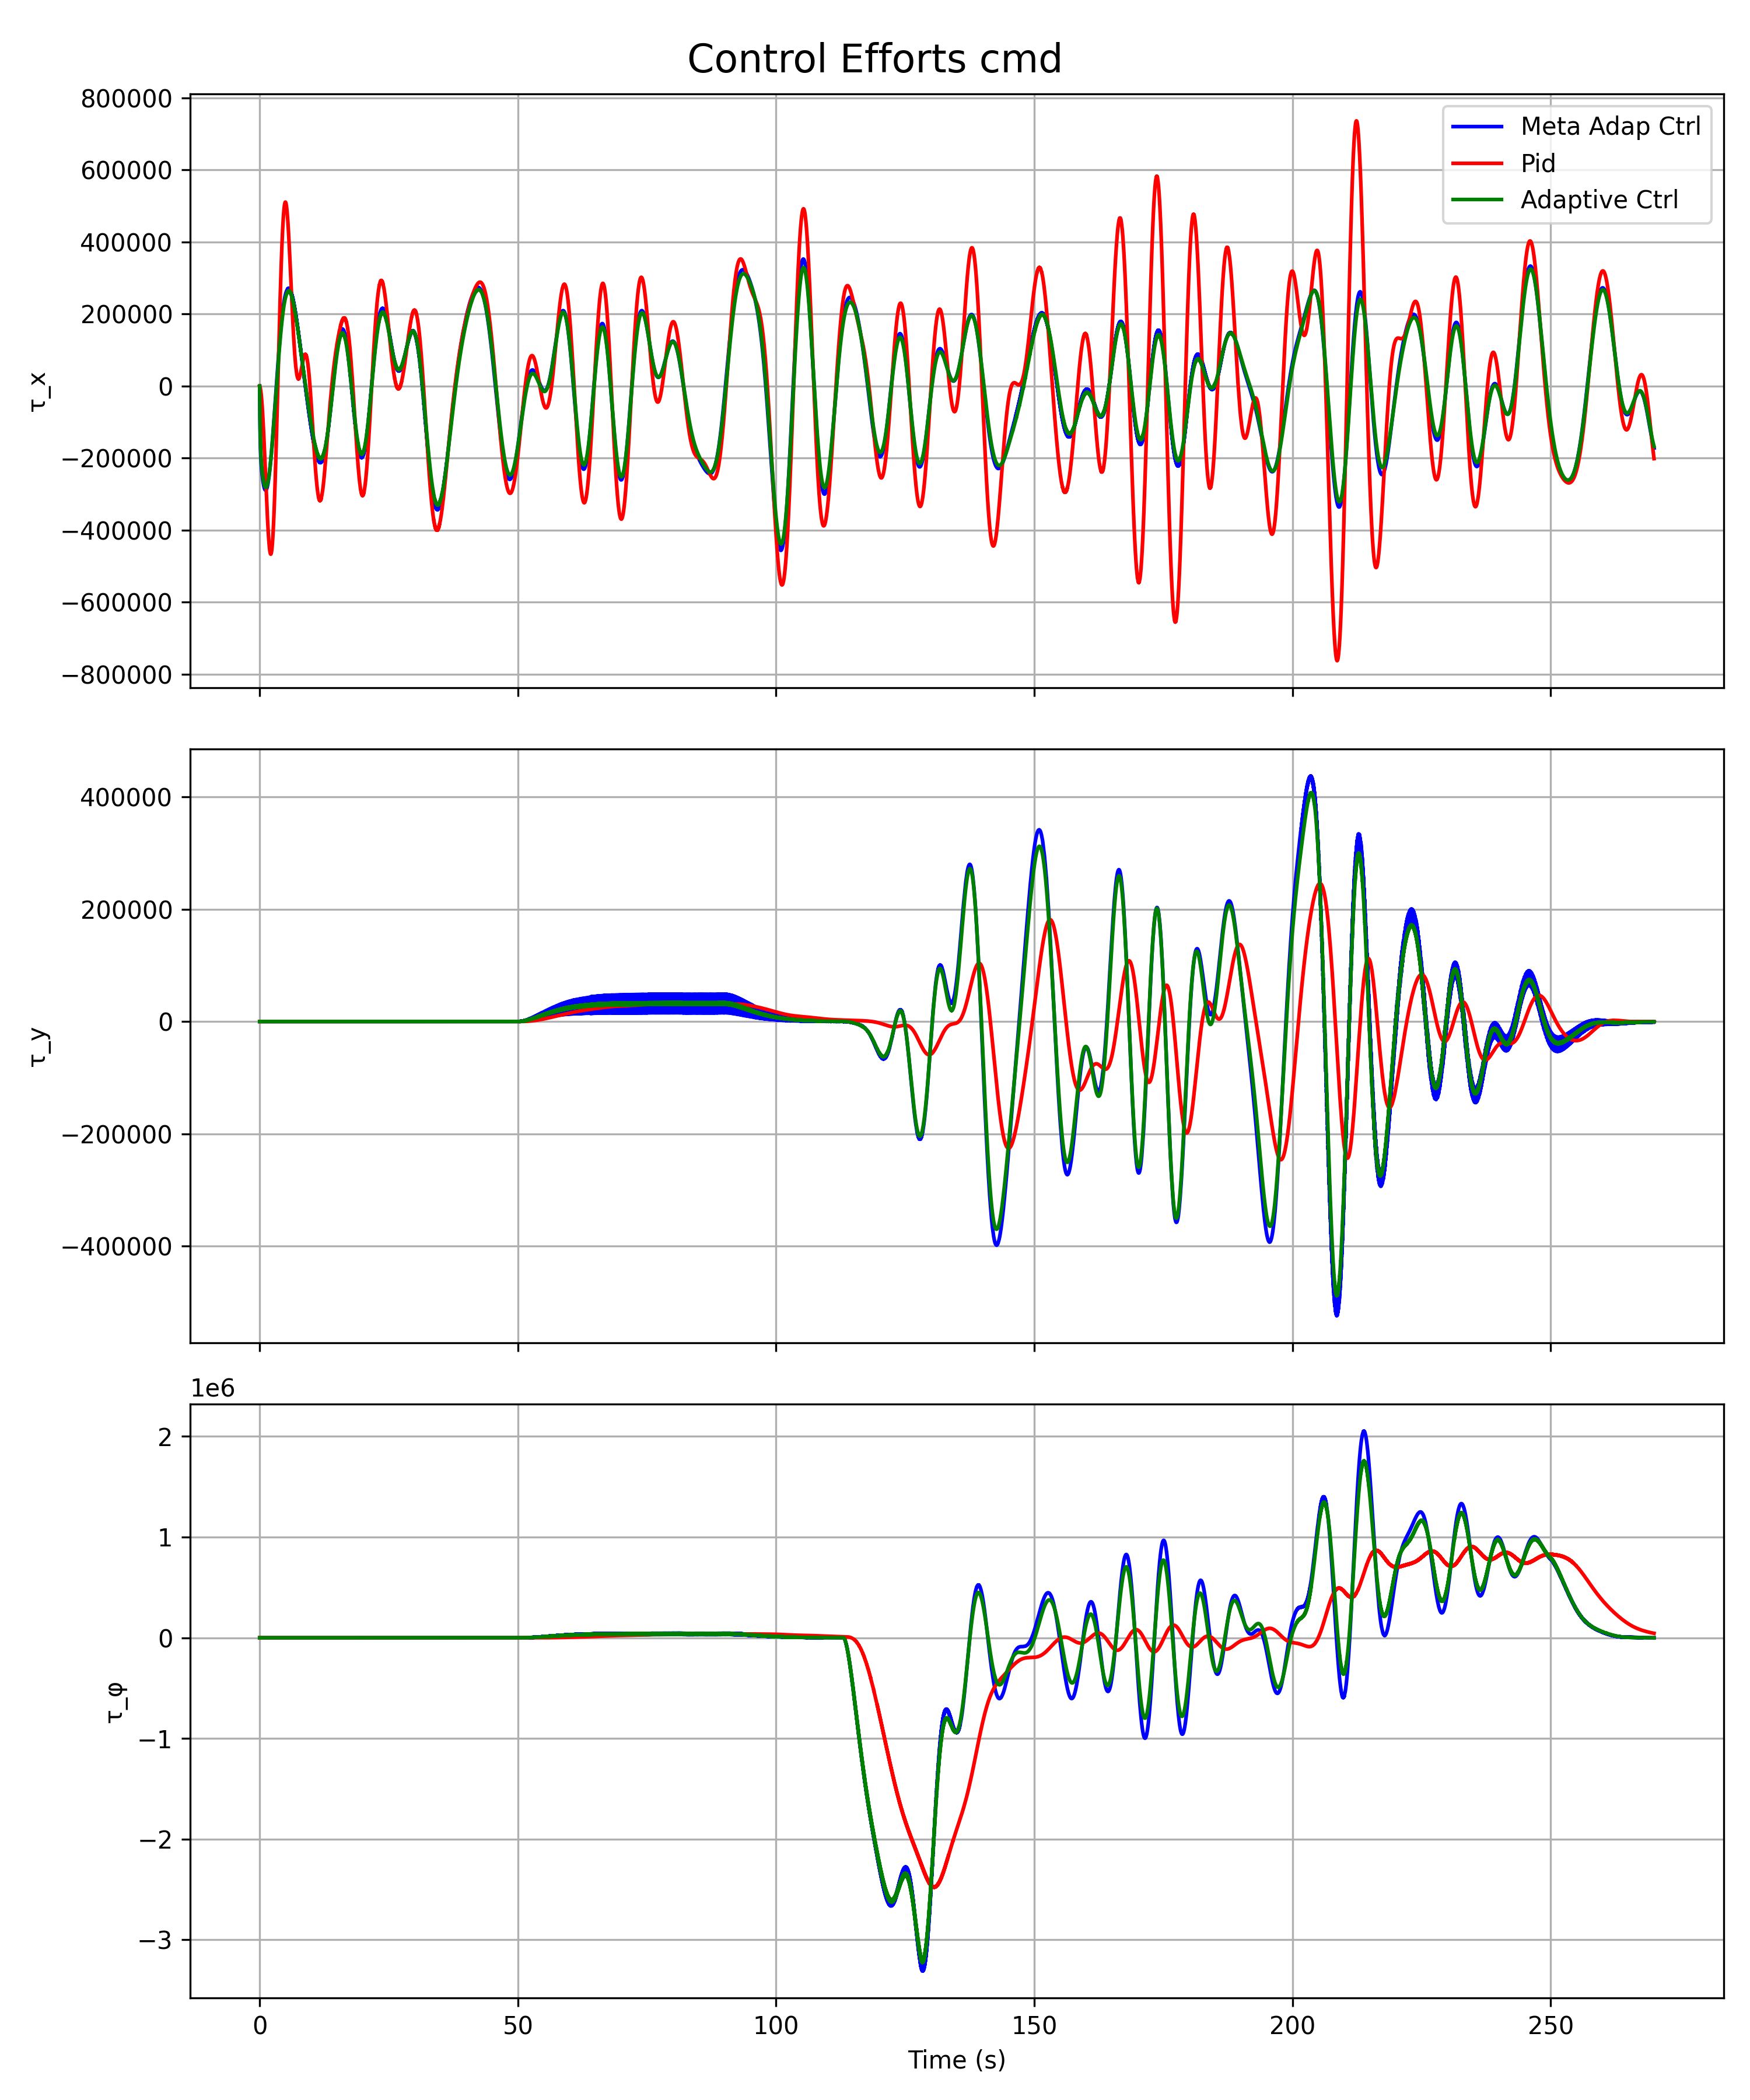 Control Efforts cmd
800000
600000
400000
200000
0
−200000
−400000
−600000
−800000
τ_x
Meta Adap Ctrl
Pid
Adaptive Ctrl
400000
200000
0
−200000
−400000
τ_y
1e6
2
1
0
−1
−2
−3
τ_φ
0 50 100 150 200 250
Time (s)